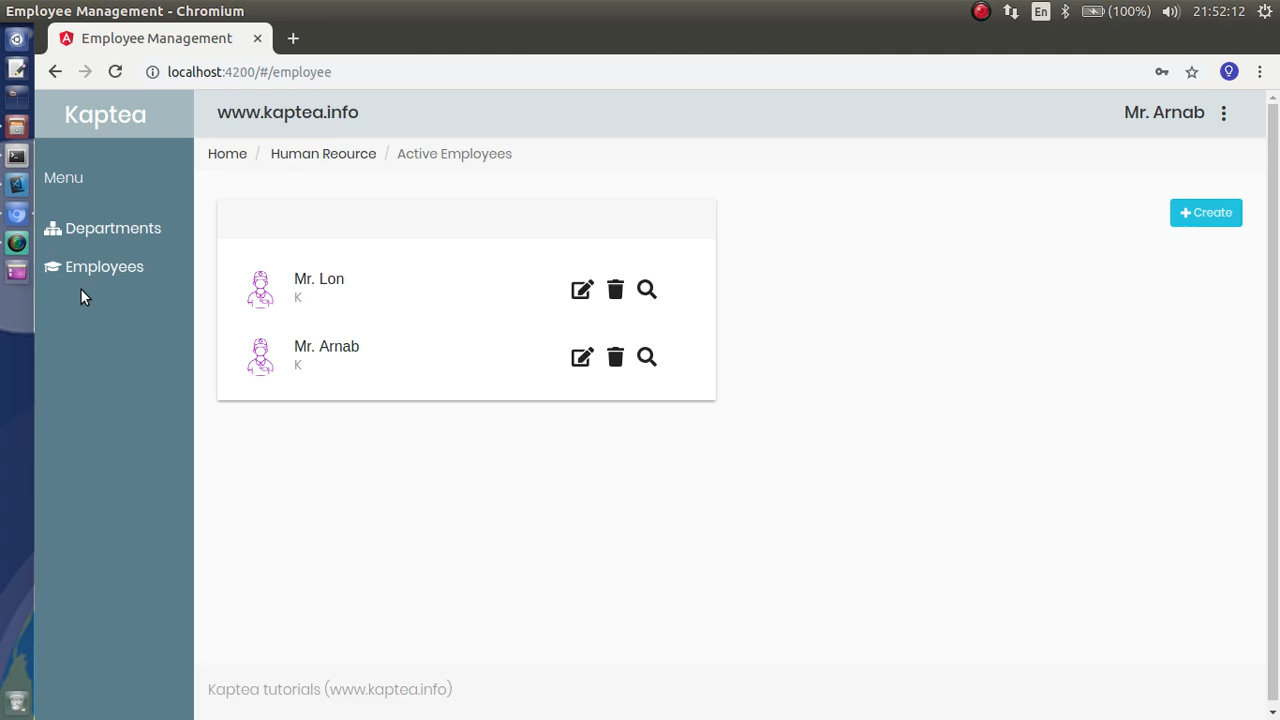 Employee Management - Chromium
En
(100%)
21:52:12
Employee Management
localhost:4200/#/employee
Kaptea
www.kaptea.info
Mr. Arnab
Home / Human Reource / Active Employees
Menu
Create
Departments
Employees
Mr. Lon
K
Mr. Arnab
K
Kaptea tutorials (www.kaptea.info)